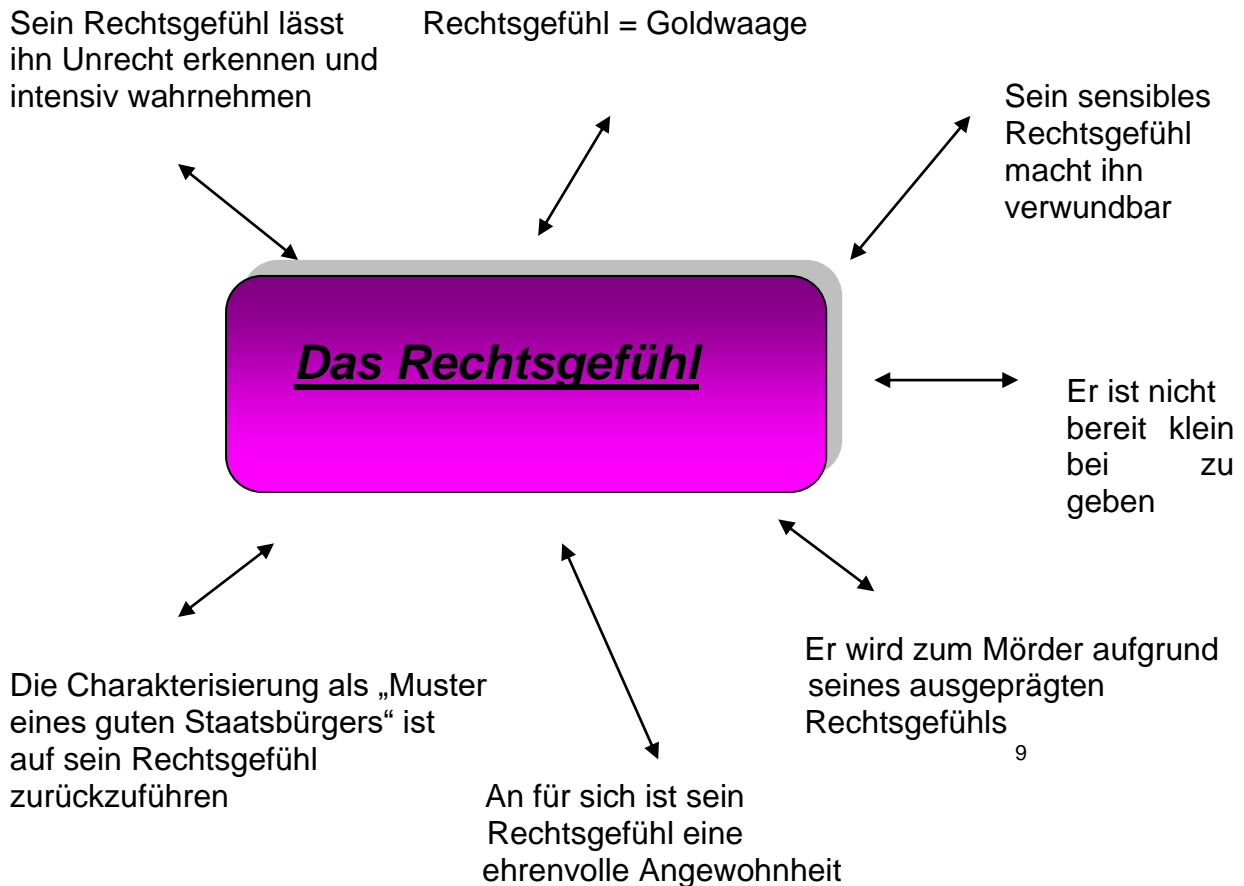 Sein Rechtsgefühl lässt
ihn Unrecht erkennen und
intensiv wahrnehmen
Rechtsgefühl = Goldwaage
Sein sensibles
Rechtsgefühl
macht ihn
verwundbar
Das Rechtsgefühl
Er ist nicht
bereit klein
bei zu
geben
Er wird zum Mörder aufgrund
seines ausgeprägten
Rechtsgefühls
9
Die Charakterisierung als „Muster
eines guten Staatsbürgers“ ist
auf sein Rechtsgefühl
zurückzuführen
An für sich ist sein
Rechtsgefühl eine
ehrenvolle Angewohnheit